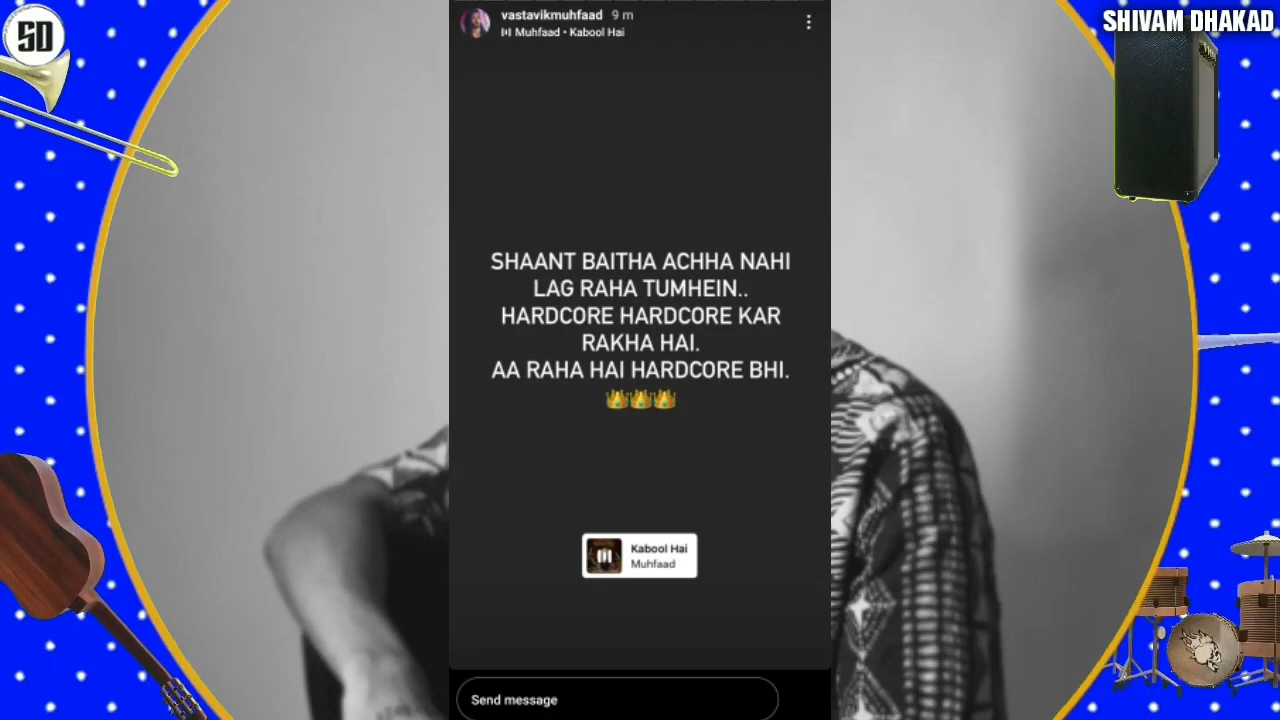 SD
SHIVAM DHAKAD
vastavikmuhfaad 9 m
Muhfaad • Kabool Hai
SHAANT BAITHA ACHHA NAHI
LAG RAHA TUMHEIN..
HARDCORE HARDCORE KAR
RAKHA HAI.
AA RAHA HAI HARDCORE BHI.
👑👑👑
Kabool Hai
Muhfaad
Send message